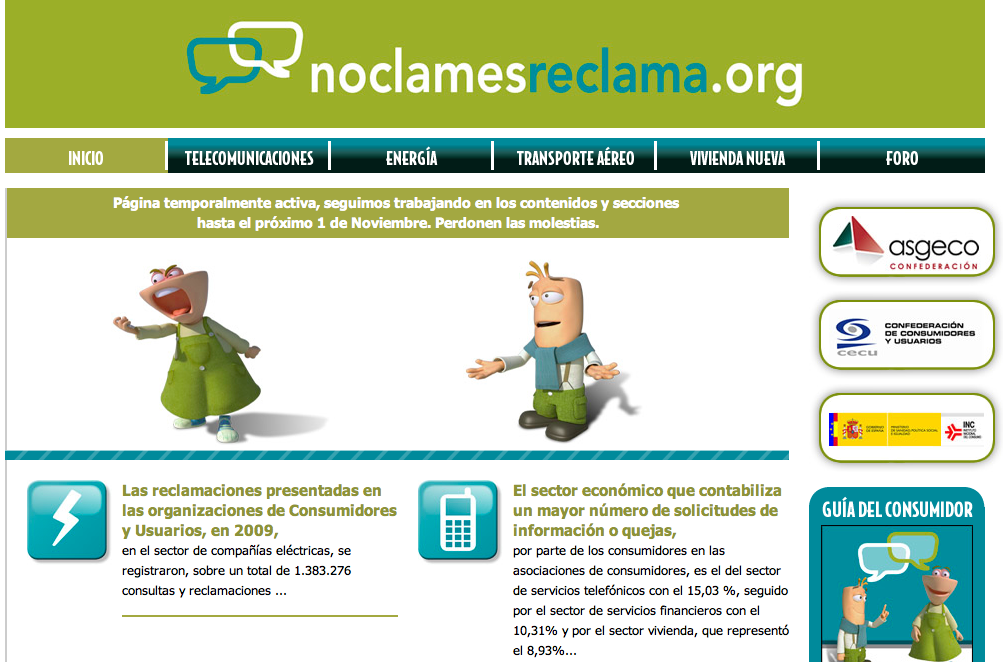 noclamesreclama.org
INICIO
TELECOMUNICACIONES
ENERGÍA
TRANSPORTE AÉREO
VIVIENDA NUEVA
FORO
Página temporalmente activa, seguimos trabajando en los contenidos y secciones
hasta el próximo 1 de Noviembre. Perdonen las molestias.
Las reclamaciones presentadas en
las organizaciones de Consumidores
y Usuarios, en 2009,
en el sector de compañías eléctricas, se
registraron, sobre un total de 1.383.276
consultas y reclamaciones ...
El sector económico que contabiliza
un mayor número de solicitudes de
información o quejas,
por parte de los consumidores en las
asociaciones de consumidores, es el del sector
de servicios telefónicos con el 15,03 %, seguido
por el sector de servicios financieros con el
10,31% y por el sector vivienda, que representó
el 8,93%...
asgeco
CONFEDERACIÓN
cecu
CONFEDERACIÓN
DE CONSUMIDORES
Y USUARIOS
GOBIERNO
DE ESPAÑA
MINISTERIO
DE SANIDAD, POLÍTICA SOCIAL
E IGUALDAD
INC
INSTITUTO
NACIONAL
DEL CONSUMO
GUÍA DEL CONSUMIDOR